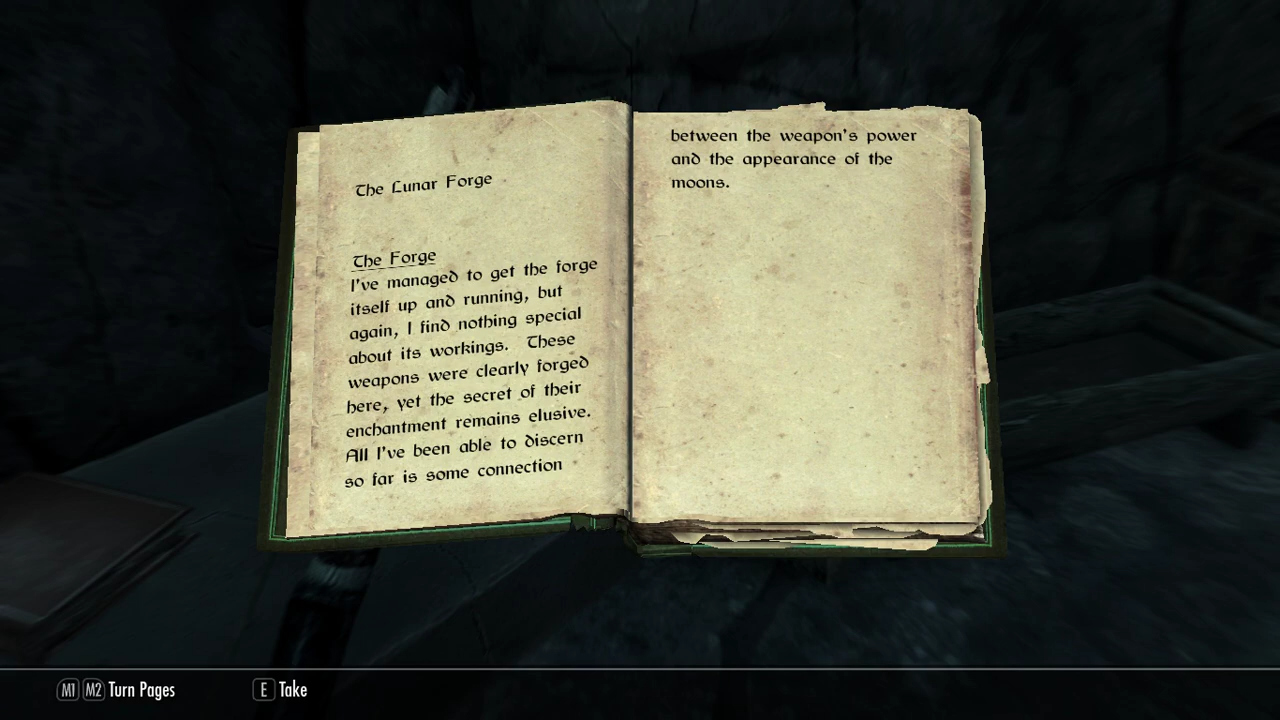 The Lunar Forge
The Forge
I've managed to get the forge
itself up and running, but
again, I find nothing special
about its workings.  These
weapons were clearly forged
here, yet the secret of their
enchantment remains elusive.
All I've been able to discern
so far is some connection
between the weapon's power
and the appearance of the
moons.
M1 M2 Turn Pages
E Take